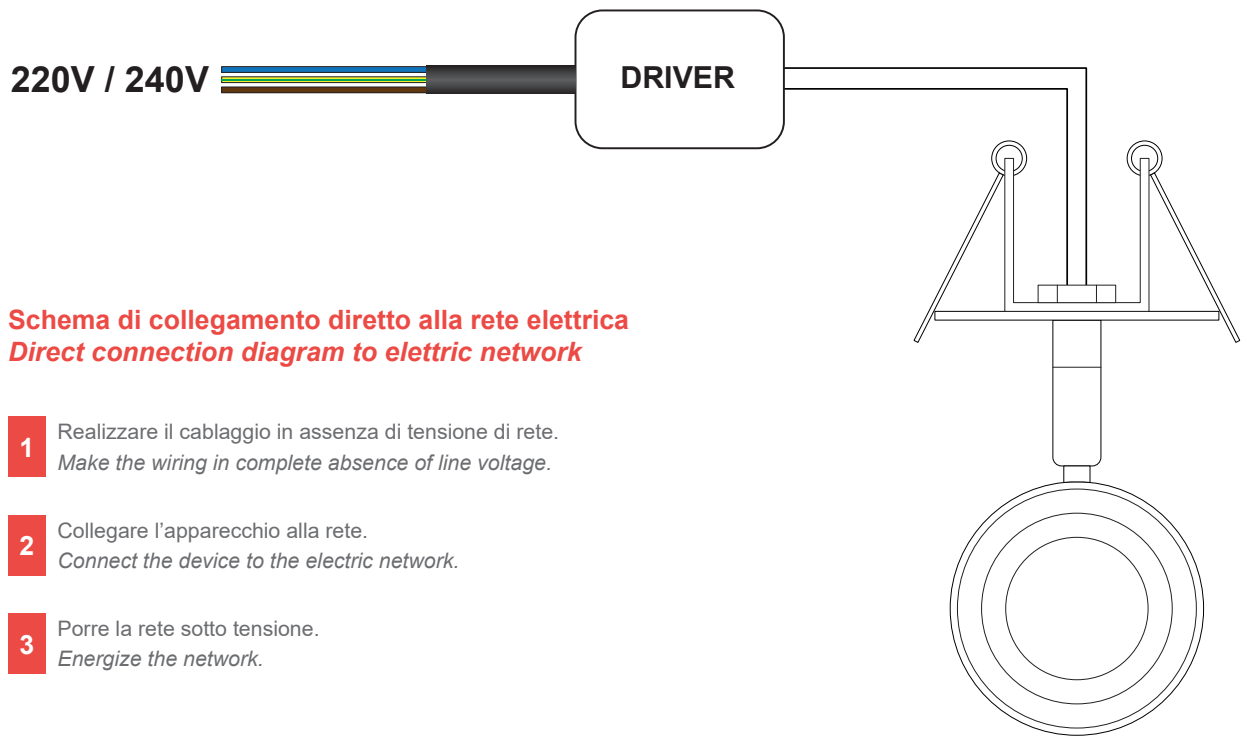 220V / 240V
DRIVER
Schema di collegamento diretto alla rete elettrica
Direct connection diagram to elettric network
1
Realizzare il cablaggio in assenza di tensione di rete.
Make the wiring in complete absence of line voltage.
2
Collegare l’apparecchio alla rete.
Connect the device to the electric network.
3
Porre la rete sotto tensione.
Energize the network.